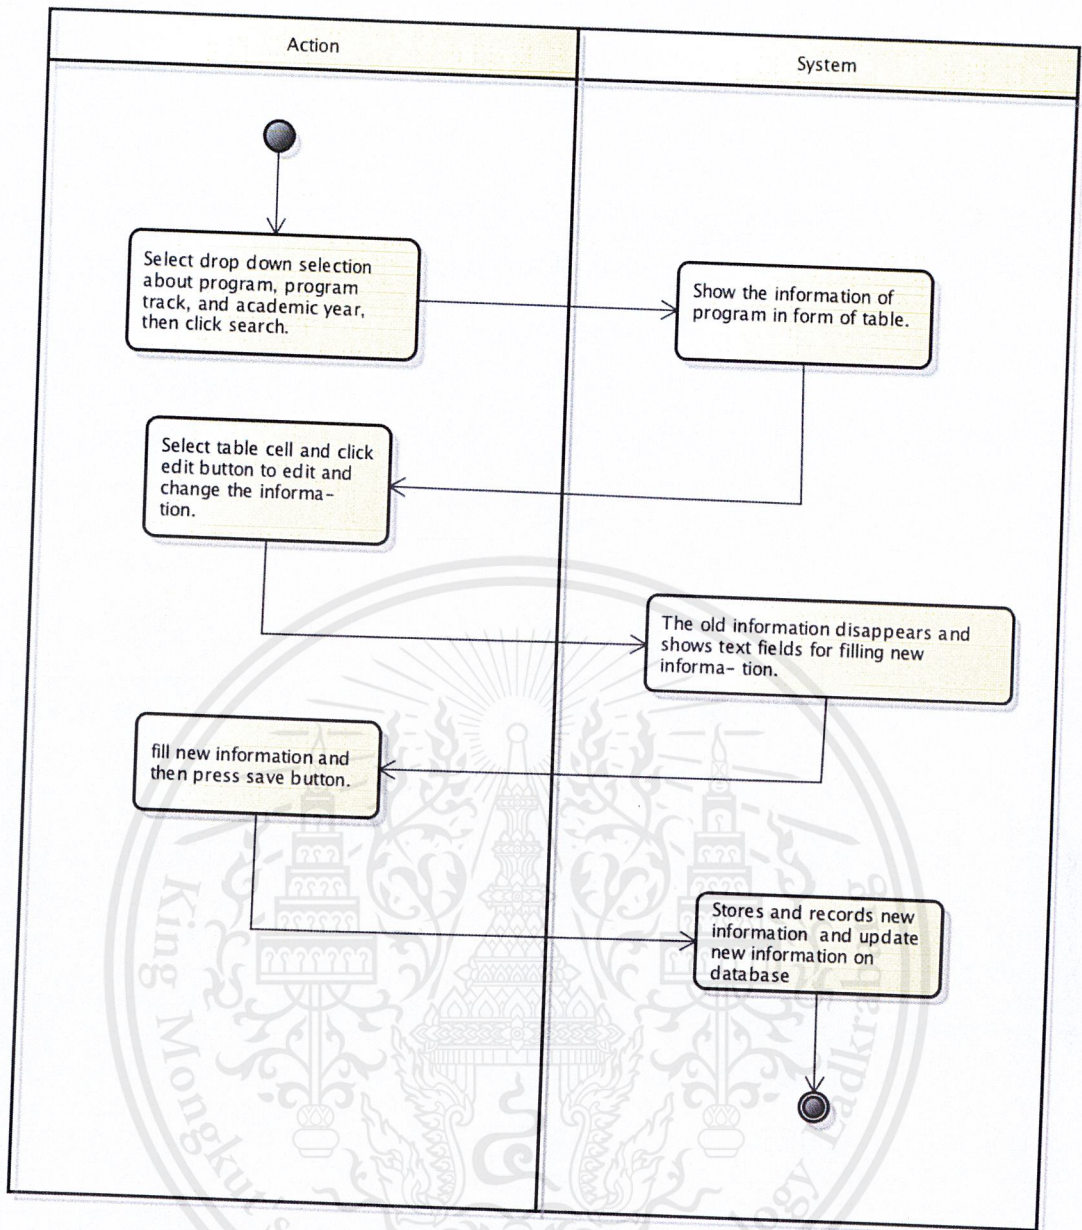 Action
System
Select drop down selection
about program, program
track, and academic year,
then click search.
Show the information of
program in form of table.
Select table cell and click
edit button to edit and
change the informa-
tion.
The old information disappears and
shows text fields for filling new
informa- tion.
fill new information and
then press save button.
Stores and records new
information and update
new information on
database
King Mongkut's
logy Ladkrabang